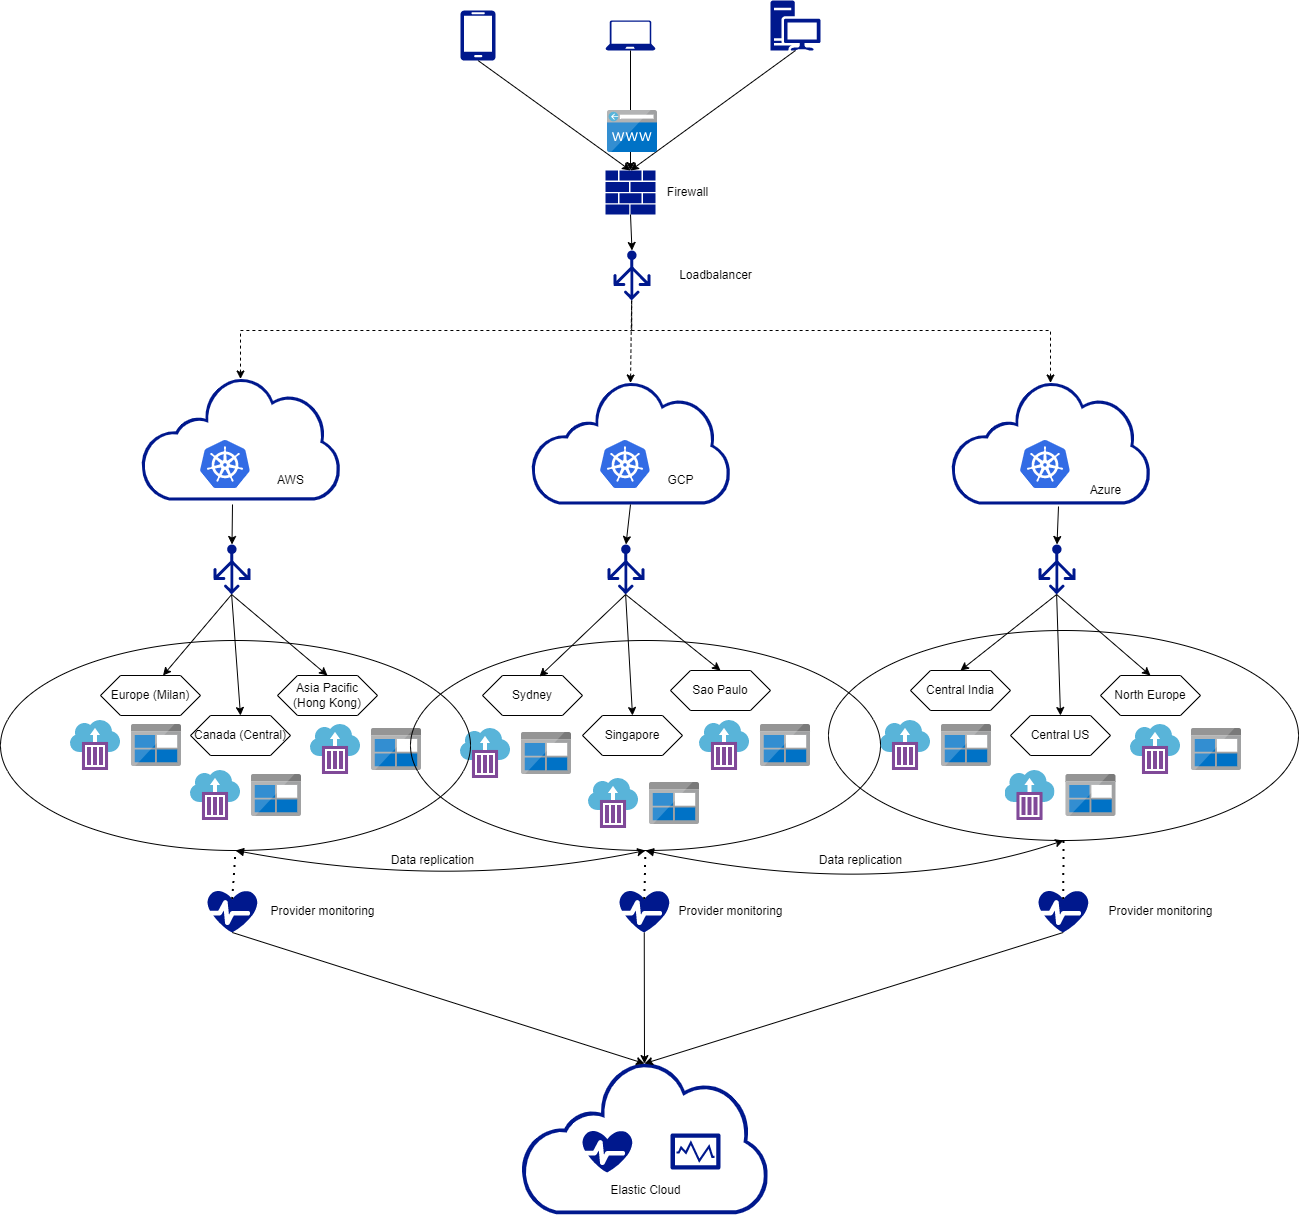 WWW
Firewall
Loadbalancer
AWS
GCP
Azure
Europe (Milan)
Asia Pacific
(Hong Kong)
Canada (Central)
Sydney
Sao Paulo
Singapore
Central India
North Europe
Central US
Data replication
Data replication
Provider monitoring
Provider monitoring
Provider monitoring
Elastic Cloud